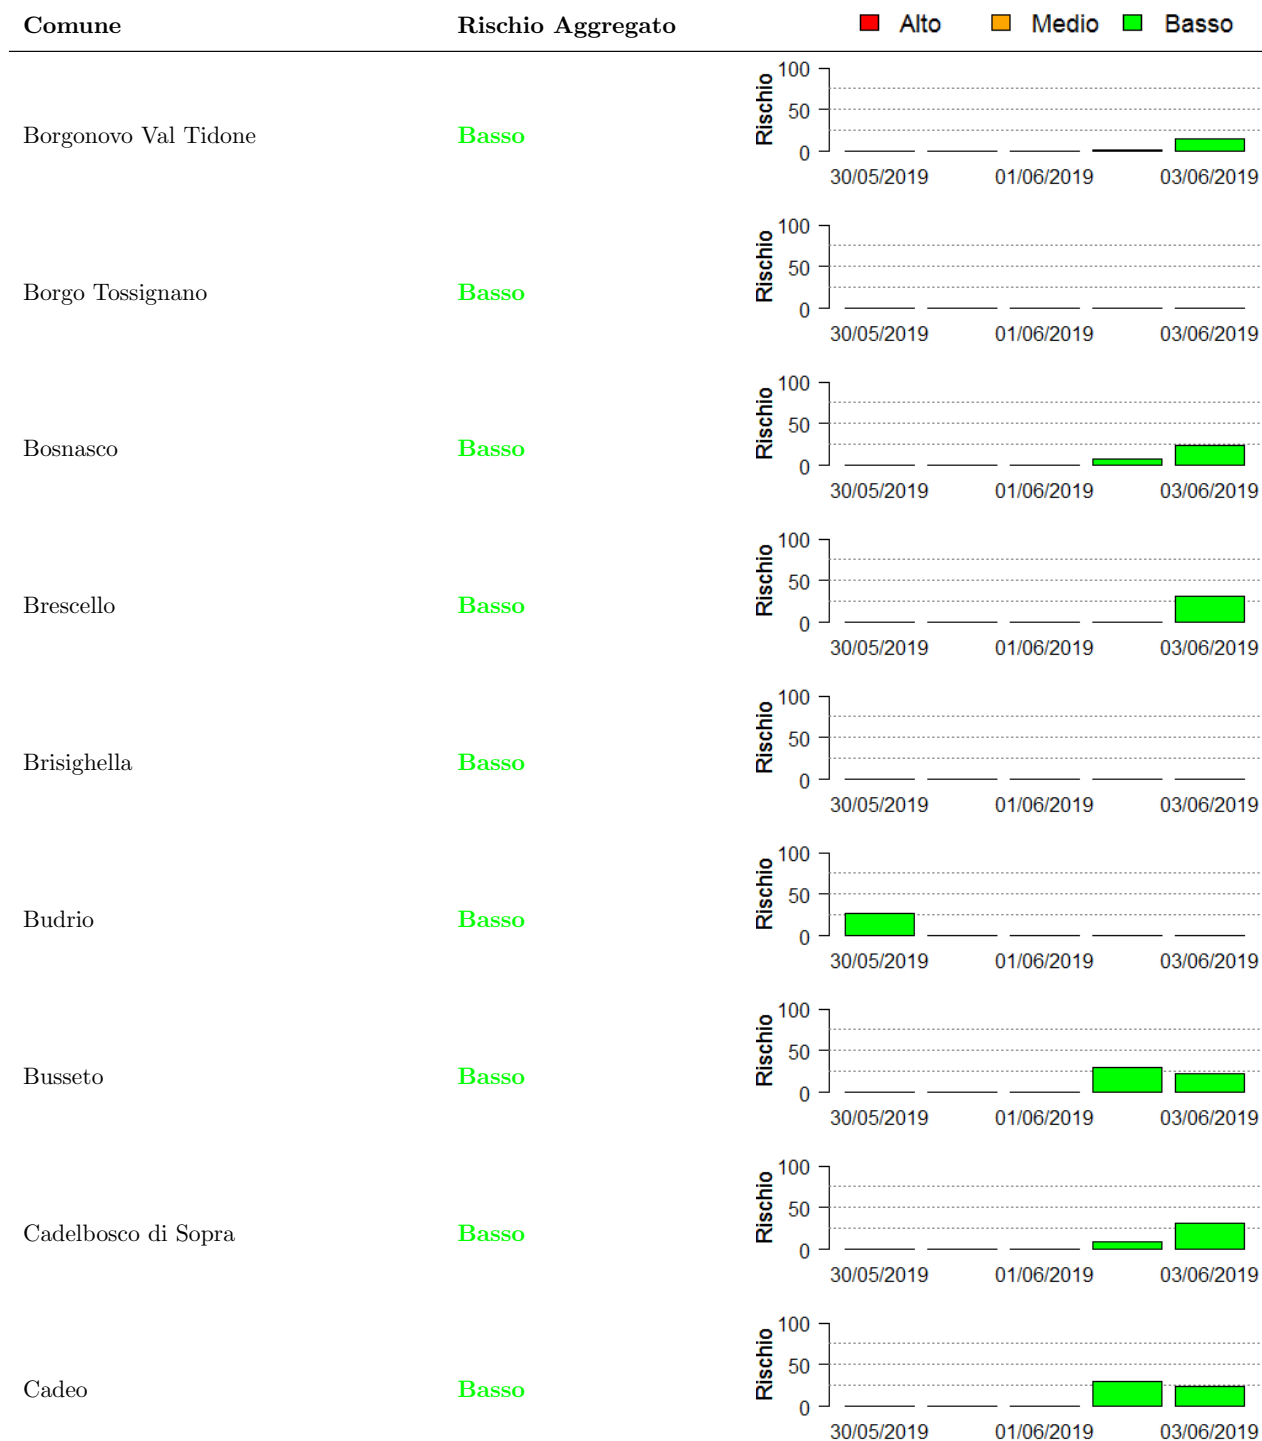 Comune Rischio Aggregato Alto Medio Basso
100
50
0
Rischio
Borgonovo Val Tidone Basso
30/05/2019 01/06/2019 03/06/2019
100
50
0
Rischio
Borgo Tossignano Basso
30/05/2019 01/06/2019 03/06/2019
100
50
0
Rischio
Bosnasco Basso
30/05/2019 01/06/2019 03/06/2019
100
50
0
Rischio
Brescello Basso
30/05/2019 01/06/2019 03/06/2019
100
50
0
Rischio
Brisighella Basso
30/05/2019 01/06/2019 03/06/2019
100
50
0
Rischio
Budrio Basso
30/05/2019 01/06/2019 03/06/2019
100
50
0
Rischio
Busseto Basso
30/05/2019 01/06/2019 03/06/2019
100
50
0
Rischio
Cadelbosco di Sopra Basso
30/05/2019 01/06/2019 03/06/2019
100
50
0
Rischio
Cadeo Basso
30/05/2019 01/06/2019 03/06/2019